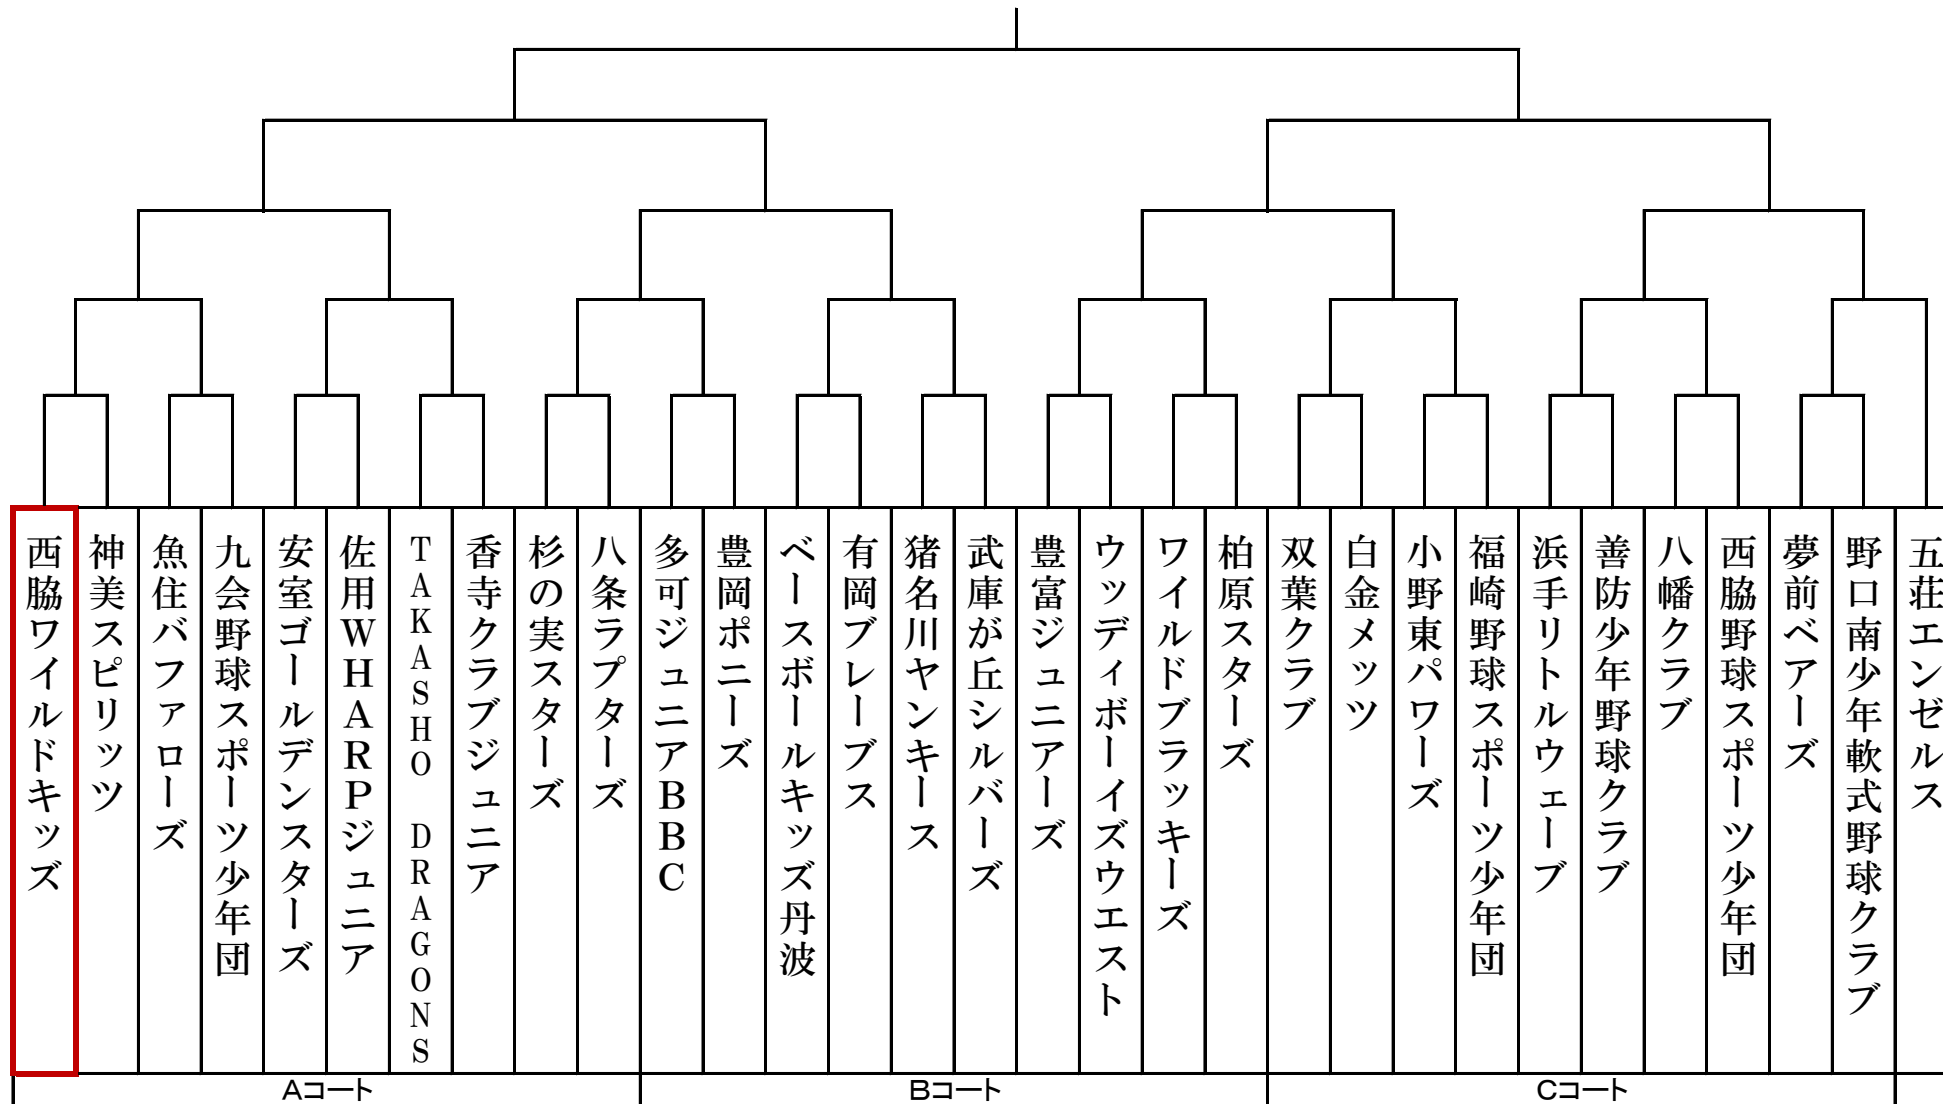 西脇ワイルドキッズ
神美スピリッツ
魚住バファローズ
九会野球スポーツ少年団
安室ゴールデンスターズ
佐用WHARPジュニア
TAKASHO DRAGONS
香寺クラブジュニア
杉の実スターズ
八条ラプターズ
多可ジュニアBBC
豊岡ポニーズ
ベースボールキッズ丹波
有岡ブレーブス
猪名川ヤンキース
武庫が丘シルバーズ
豊富ジュニアーズ
ウッディボーイズウエスト
ワイルドブラッキーズ
柏原スターズ
双葉クラブ
白金メッツ
小野東パワーズ
福崎野球スポーツ少年団
浜手リトルウェーブ
善防少年野球クラブ
八幡クラブ
西脇野球スポーツ少年団
夢前ベアーズ
野口南少年軟式野球クラブ
五荘エンゼルス
Aコート
Bコート
Cコート